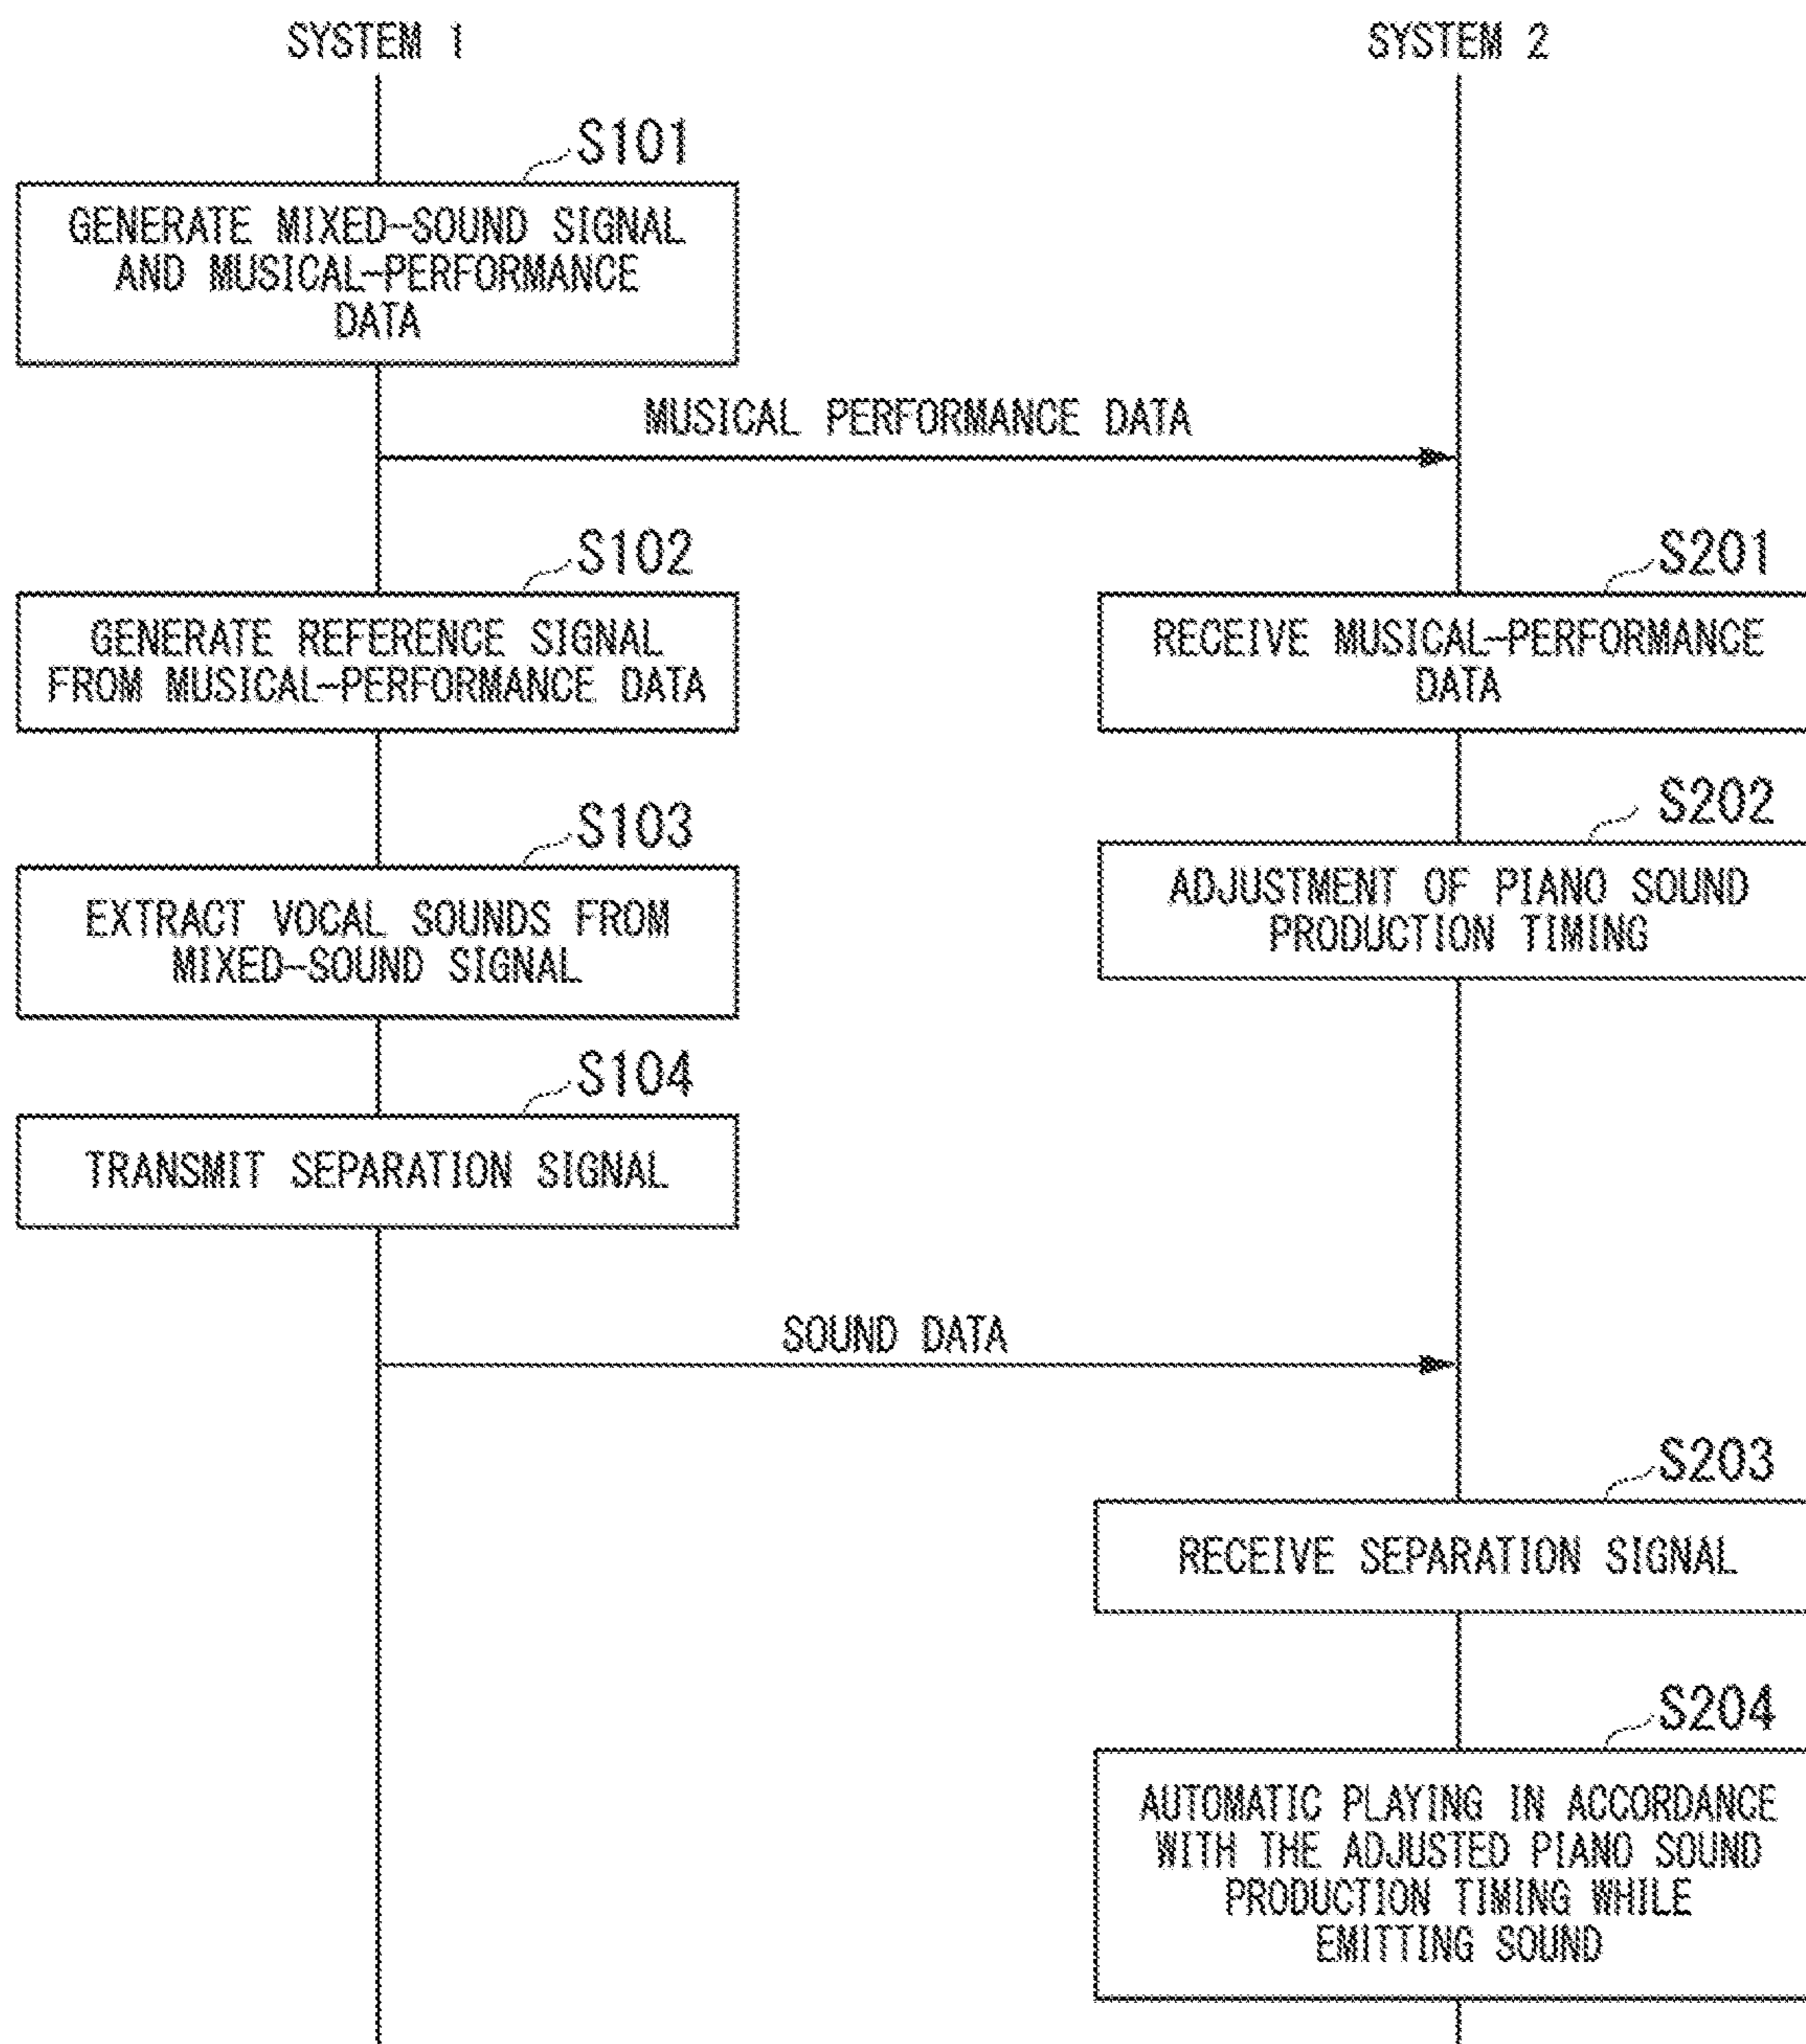 SYSTEM 1
SYSTEM 2
S101
GENERATE MIXED-SOUND SIGNAL
AND MUSICAL-PERFORMANCE
DATA
MUSICAL PERFORMANCE DATA
S102
GENERATE REFERENCE SIGNAL
FROM MUSICAL-PERFORMANCE DATA
S201
RECEIVE MUSICAL-PERFORMANCE
DATA
S103
EXTRACT VOCAL SOUNDS FROM
MIXED-SOUND SIGNAL
S202
ADJUSTMENT OF PIANO SOUND
PRODUCTION TIMING
S104
TRANSMIT SEPARATION SIGNAL
SOUND DATA
S203
RECEIVE SEPARATION SIGNAL
S204
AUTOMATIC PLAYING IN ACCORDANCE
WITH THE ADJUSTED PIANO SOUND
PRODUCTION TIMING WHILE
EMITTING SOUND